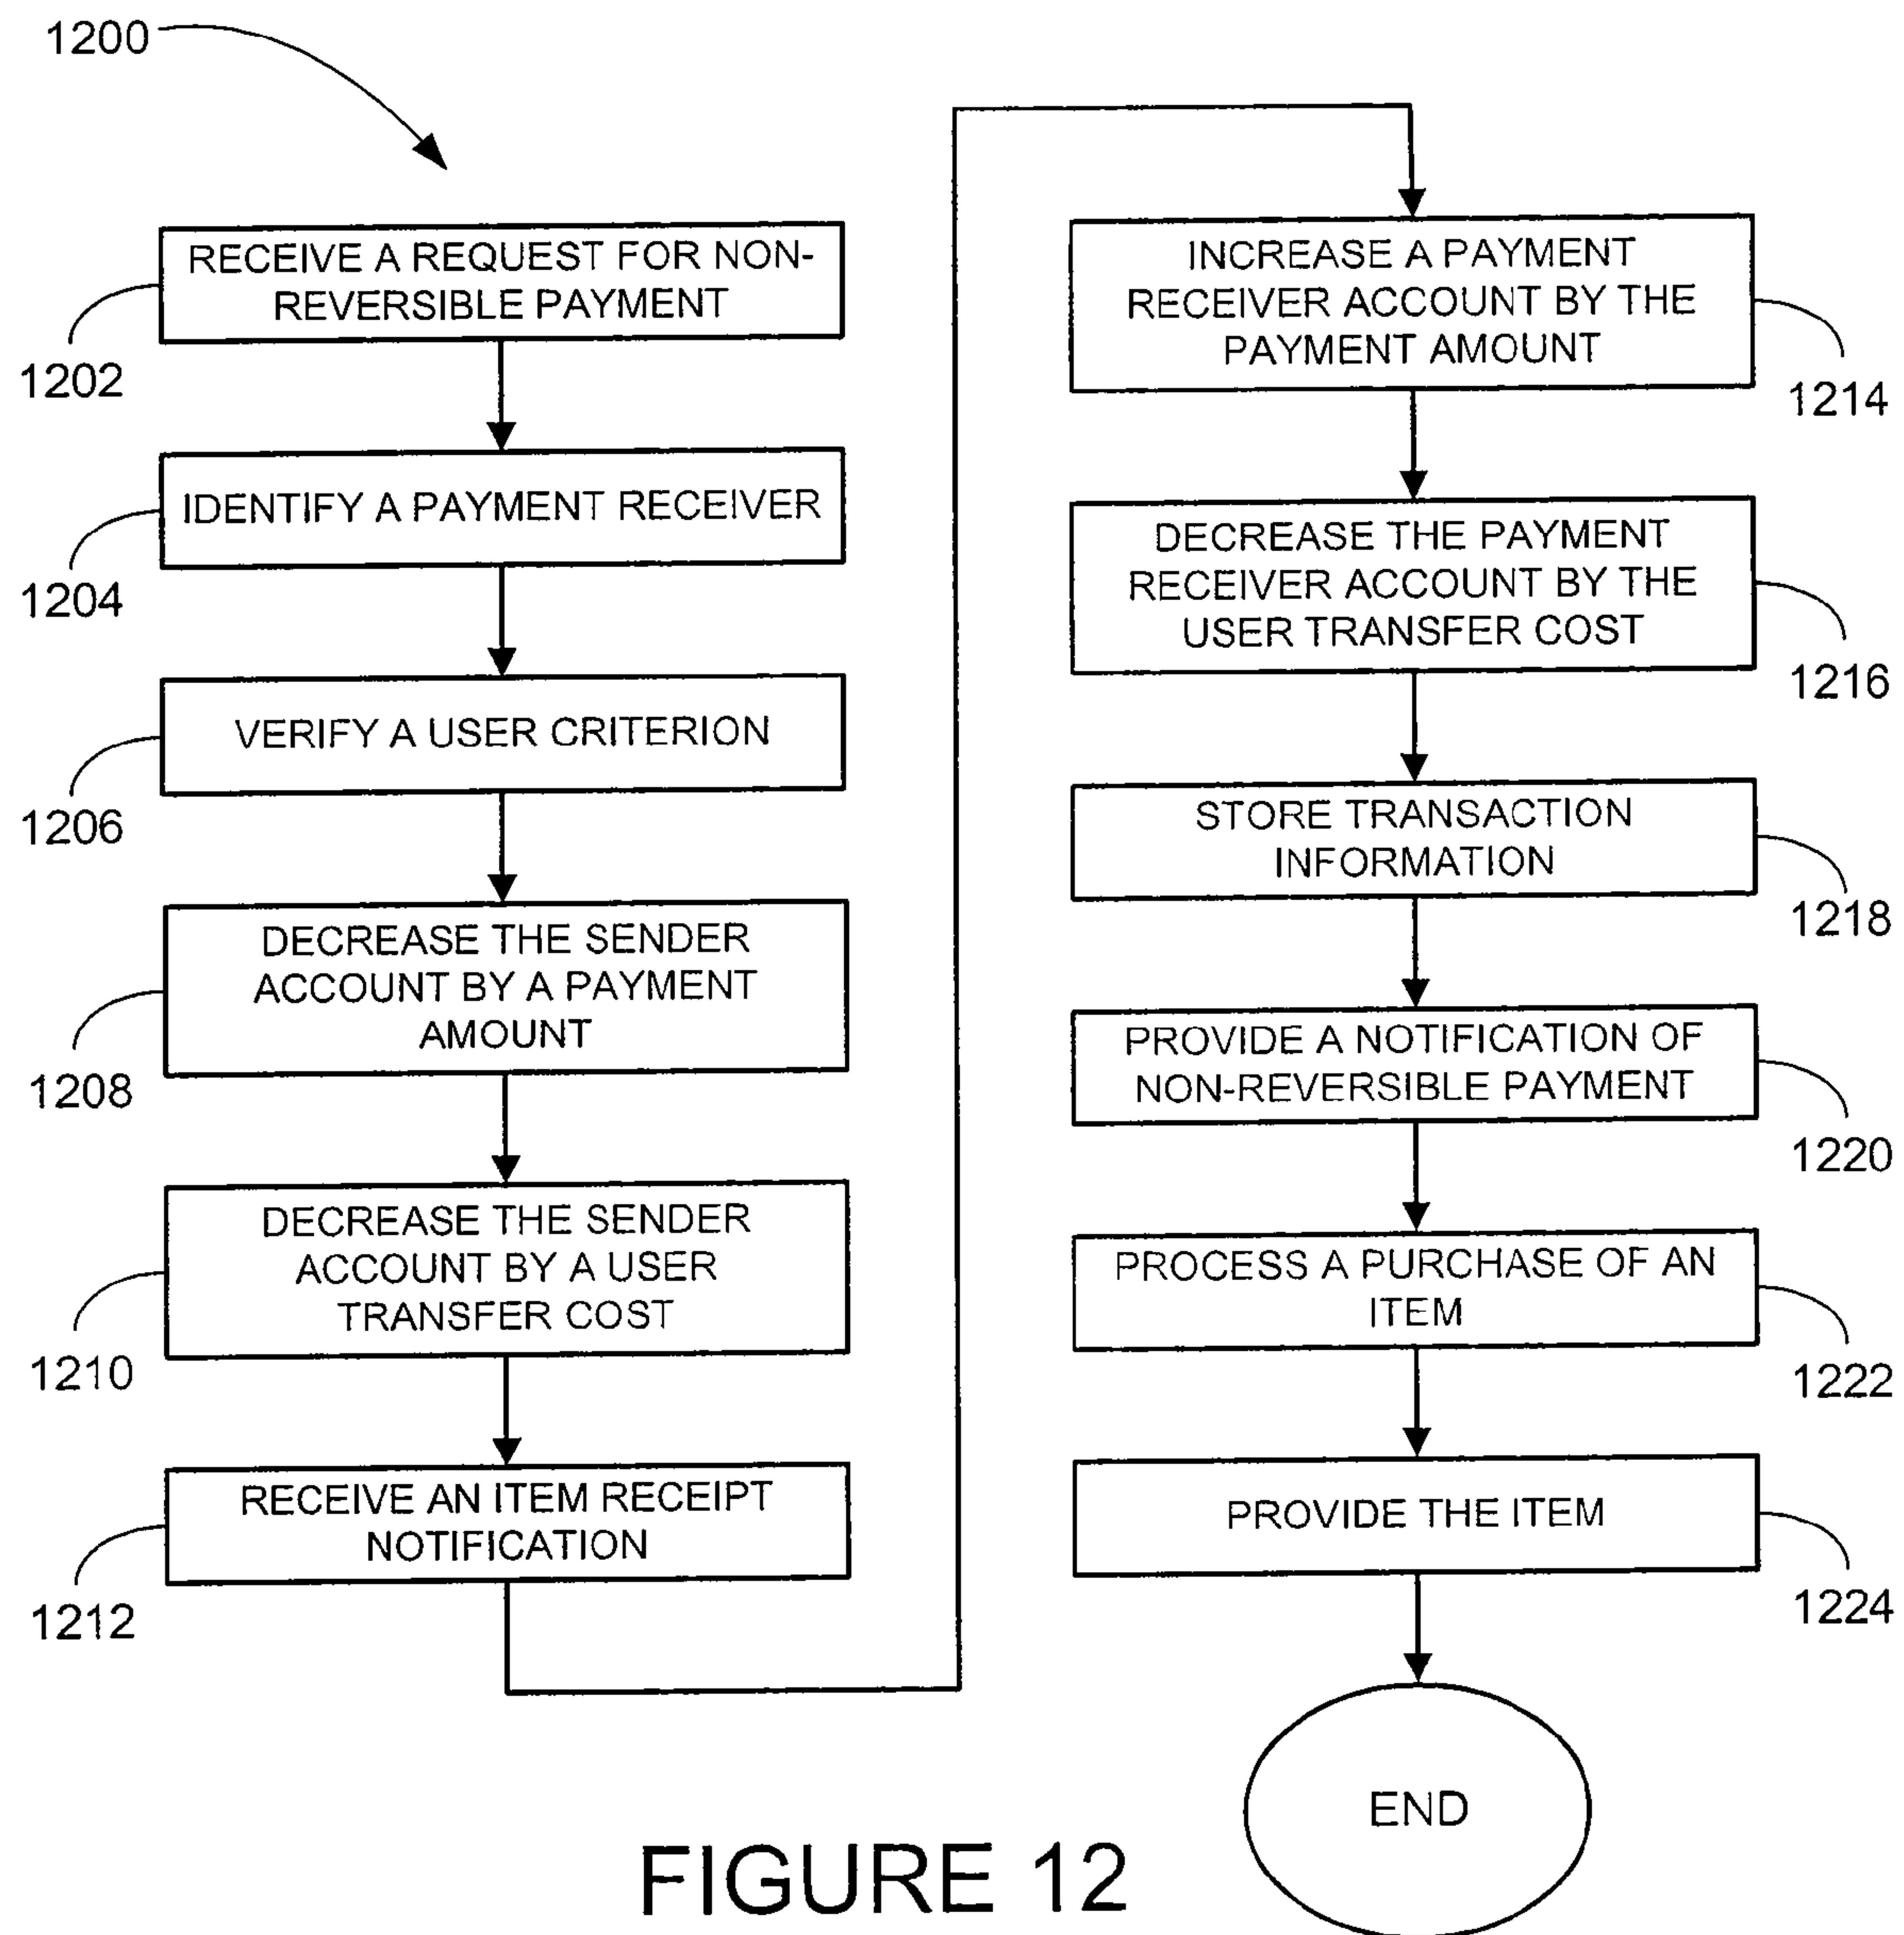 1200
RECEIVE A REQUEST FOR NON-
REVERSIBLE PAYMENT
1202
IDENTIFY A PAYMENT RECEIVER
1204
VERIFY A USER CRITERION
1206
DECREASE THE SENDER
ACCOUNT BY A PAYMENT
AMOUNT
1208
DECREASE THE SENDER
ACCOUNT BY A USER
TRANSFER COST
1210
RECEIVE AN ITEM RECEIPT
NOTIFICATION
1212
INCREASE A PAYMENT
RECEIVER ACCOUNT BY THE
PAYMENT AMOUNT
1214
DECREASE THE PAYMENT
RECEIVER ACCOUNT BY THE
USER TRANSFER COST
1216
STORE TRANSACTION
INFORMATION
1218
PROVIDE A NOTIFICATION OF
NON-REVERSIBLE PAYMENT
1220
PROCESS A PURCHASE OF AN
ITEM
1222
PROVIDE THE ITEM
1224
END
FIGURE 12